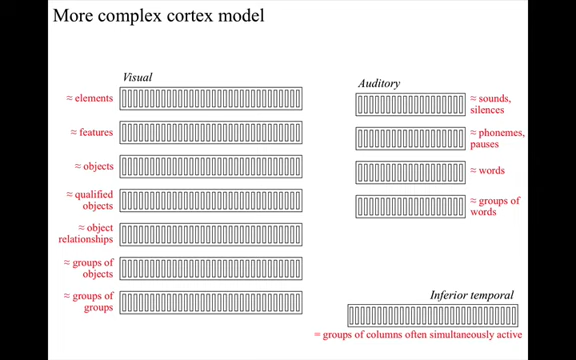 More complex cortex model
Visual
≈ elements
≈ features
≈ objects
≈ qualified
objects
≈ object
relationships
≈ groups of
objects
≈ groups of
groups
Auditory
≈ sounds,
silences
≈ phonemes,
pauses
≈ words
≈ groups of
words
Inferior temporal
= groups of columns often simultaneously active